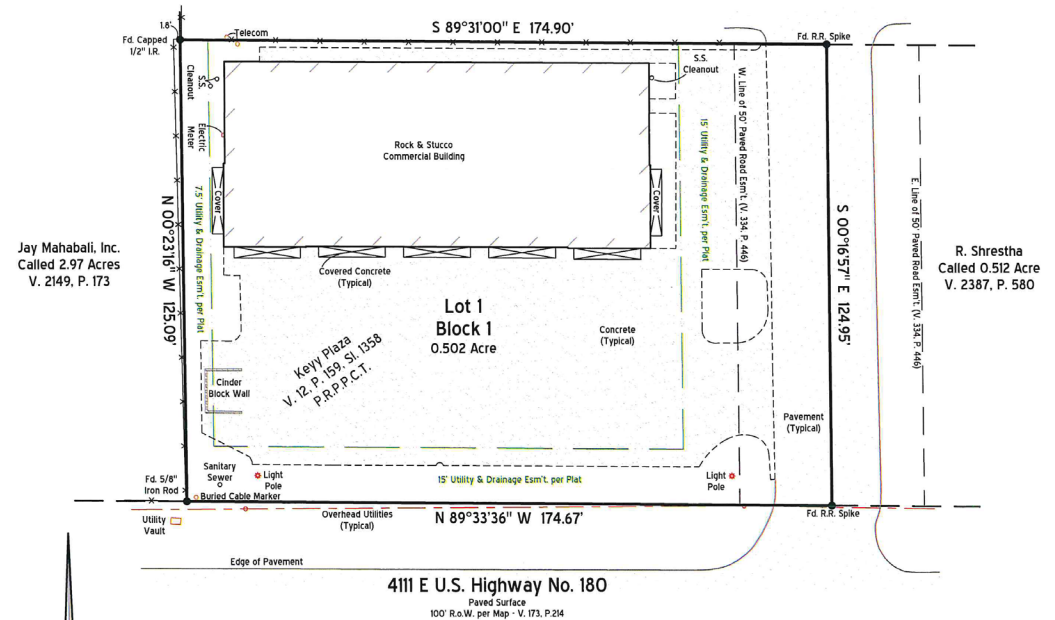 S 89°31'00" E 174.90'
1.8'
Telecom
Fd. Capped
1/2" I.R.
Fd. R.R. Spike
S.S.
Cleanout
S.S.
Cleanout
Electric
Meter
Rock & Stucco
Commercial Building
Cover
Cover
15' Utility & Drainage Esm't. per Plat
W. Line of 50' Paved Road Esm't. (V. 334, P. 446)
E. Line of 50' Paved Road Esm't. (V. 334, P. 446)
7.5' Utility & Drainage Esm't. per Plat
N 00°23'16" W 125.09'
S 00°16'57" E 124.95'
Jay Mahabali, Inc.
Called 2.97 Acres
V. 2149, P. 173
R. Shrestha
Called 0.512 Acre
V. 2387, P. 580
Covered Concrete
(Typical)
Lot 1
Block 1
0.502 Acre
Concrete
(Typical)
Keyy Plaza
V. 12, P. 159, Sl. 1358
P.R.P.P.C.T.
Cinder
Block Wall
Pavement
(Typical)
Sanitary
Sewer
Light
Pole
Light
Pole
Fd. 5/8"
Iron Rod
Buried Cable Marker
15' Utility & Drainage Esm't. per Plat
Utility
Vault
Overhead Utilities
(Typical)
N 89°33'36" W 174.67'
Fd. R.R. Spike
Edge of Pavement
4111 E U.S. Highway No. 180
Paved Surface
100' R.o.W. per Map - V. 173, P.214